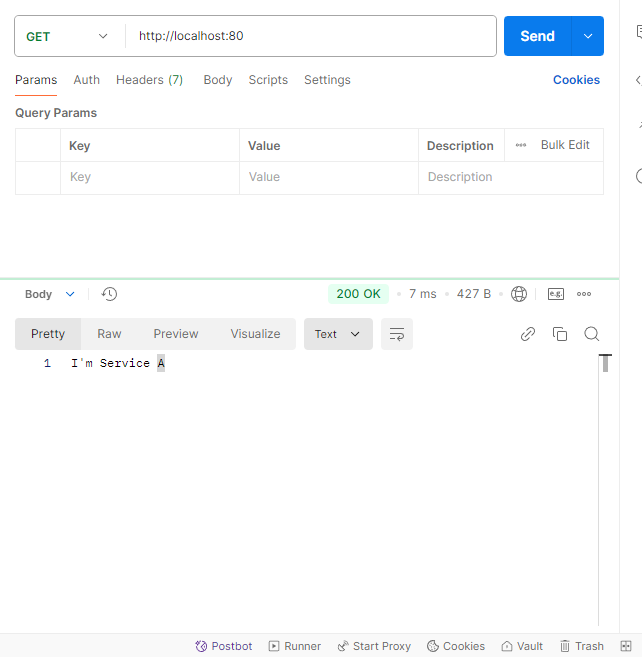 GET http://localhost:80 Send
Params Auth Headers (7) Body Scripts Settings Cookies
Query Params
Key Value Description Bulk Edit
Key Value Description
Body 200 OK 7 ms 427 B e.g.
Pretty Raw Preview Visualize Text
1 I'm Service A
Postbot Runner Start Proxy Cookies Vault Trash